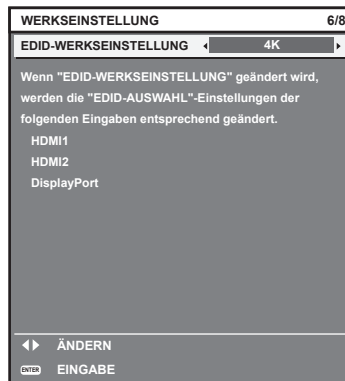 WERKSEINSTELLUNG 6/8
EDID-WERKSEINSTELLUNG 4K
Wenn "EDID-WERKSEINSTELLUNG" geändert wird,
werden die "EDID-AUSWAHL"-Einstellungen der
folgenden Eingaben entsprechend geändert.
HDMI1
HDMI2
DisplayPort
ÄNDERN
ENTER EINGABE